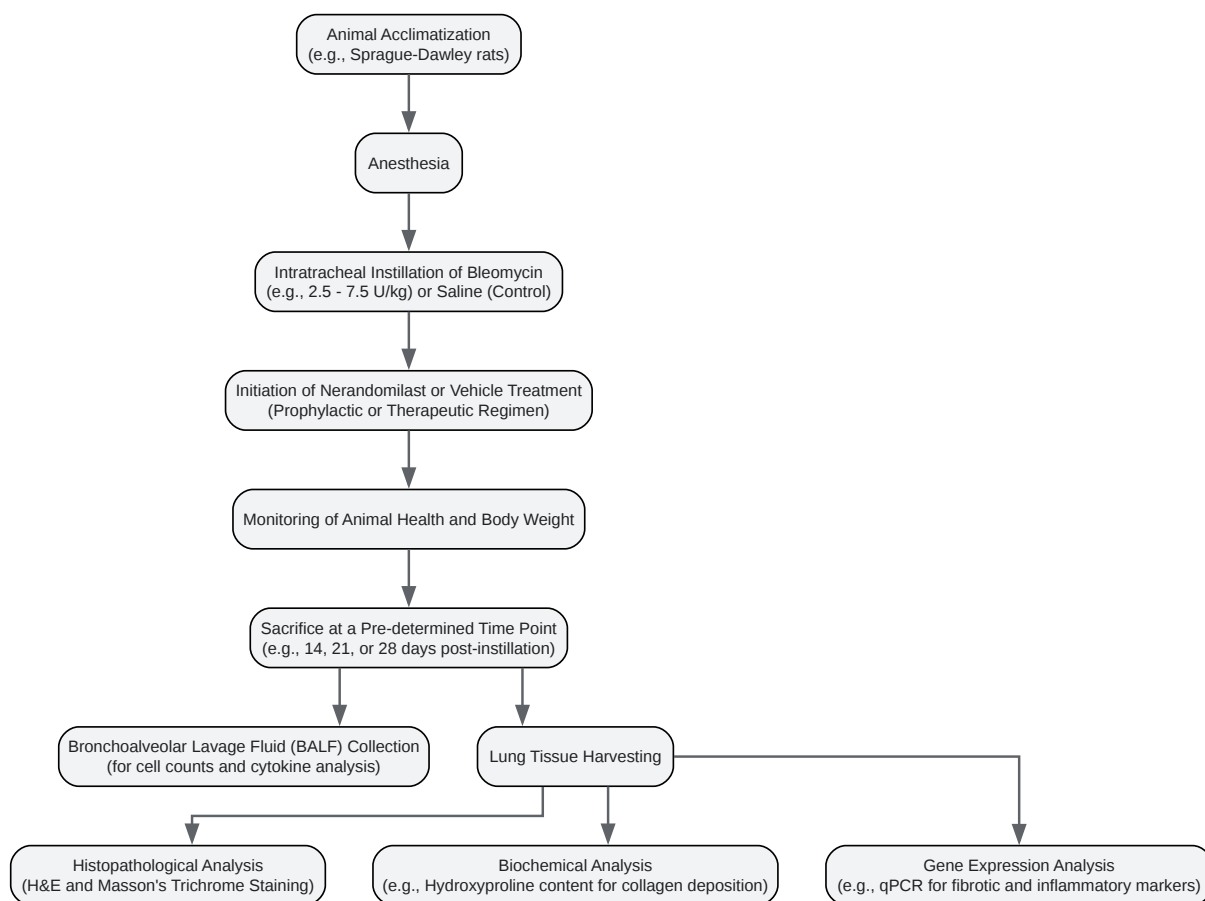 Animal Acclimatization
(e.g., Sprague-Dawley rats)
Anesthesia
Intratracheal Instillation of Bleomycin
(e.g., 2.5 - 7.5 U/kg) or Saline (Control)
Initiation of Nerandomilast or Vehicle Treatment
(Prophylactic or Therapeutic Regimen)
Monitoring of Animal Health and Body Weight
Sacrifice at a Pre-determined Time Point
(e.g., 14, 21, or 28 days post-instillation)
Bronchoalveolar Lavage Fluid (BALF) Collection
(for cell counts and cytokine analysis)
Lung Tissue Harvesting
Histopathological Analysis
(H&E and Masson's Trichrome Staining)
Biochemical Analysis
(e.g., Hydroxyproline content for collagen deposition)
Gene Expression Analysis
(e.g., qPCR for fibrotic and inflammatory markers)